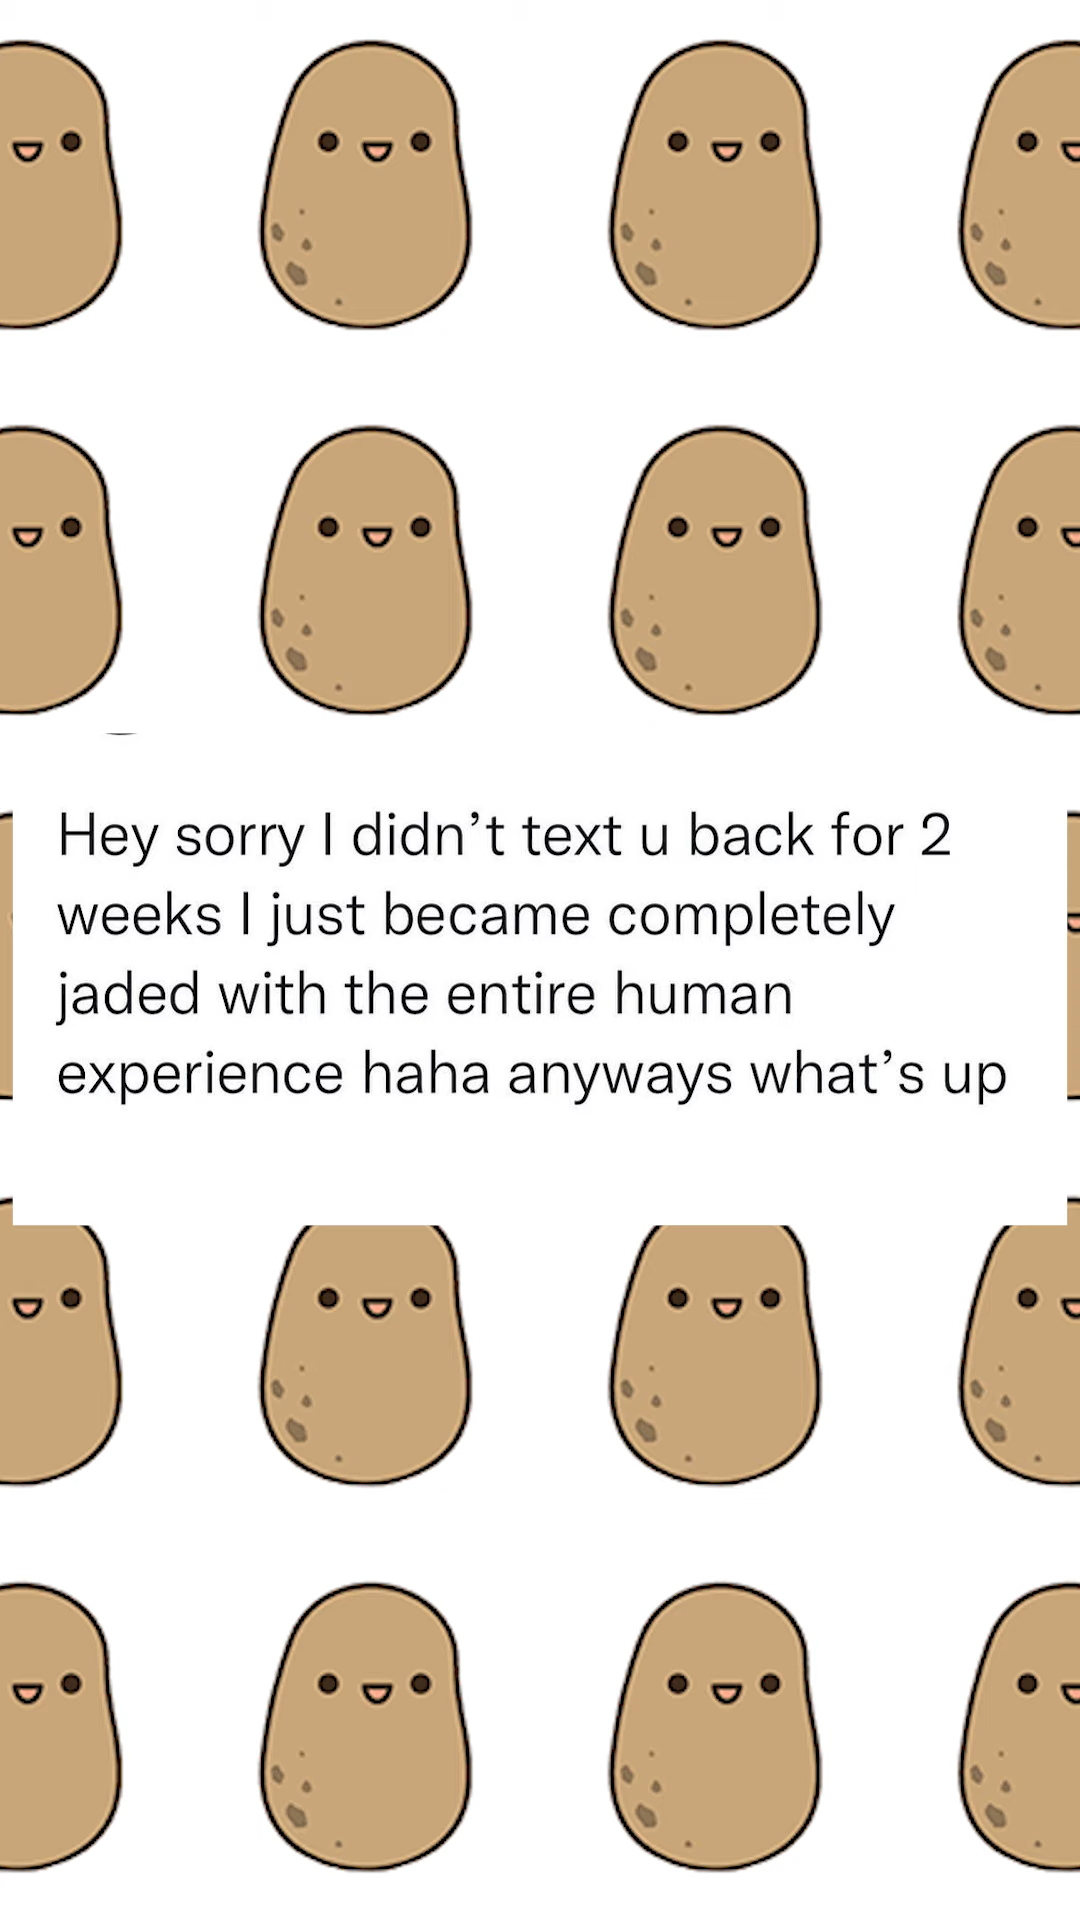 Hey sorry I didn’t text u back for 2
weeks I just became completely
jaded with the entire human
experience haha anyways what’s up